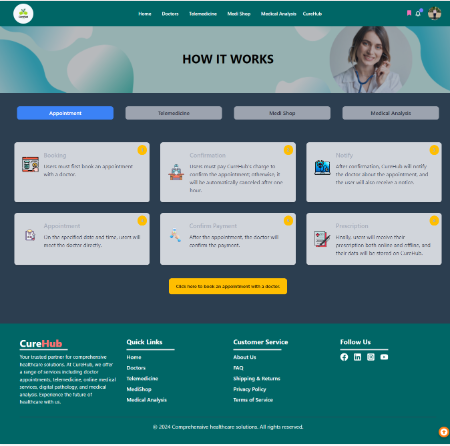 Home Doctors Telemedicine Medi Shop Medical Analysis CureHub
HOW IT WORKS
Appointment Telemedicine Medi Shop Medical Analysis
Booking
Users must first book an appointment
with a doctor.
Confirmation
Users must pay CureHub's charge to
confirm the appointment; otherwise, it
will be automatically canceled after one
hour.
Notify
After confirmation, CureHub will notify
the doctor about the appointment, and
the user will also receive a notice.
Appointment
On the specified date and time, users will
meet the doctor directly.
Confirm Payment
After the appointment, the doctor will
confirm the payment.
Prescription
Finally, users will receive their
prescription both online and offline, and
their data will be stored on CureHub.
Click here to book an appointment with a doctor.
CureHub
Your trusted partner for comprehensive
healthcare solutions. At CureHub, we offer
a range of services including doctor
appointments, telemedicine, online medical
services, digital pathology, and medical
analysis. Experience the future of
healthcare with us.
Quick Links
Home
Doctors
Telemedicine
MediShop
Medical Analysis
Customer Service
About Us
FAQ
Shipping & Returns
Privacy Policy
Terms of Service
Follow Us
© 2024 Comprehensive healthcare solutions. All rights reserved.